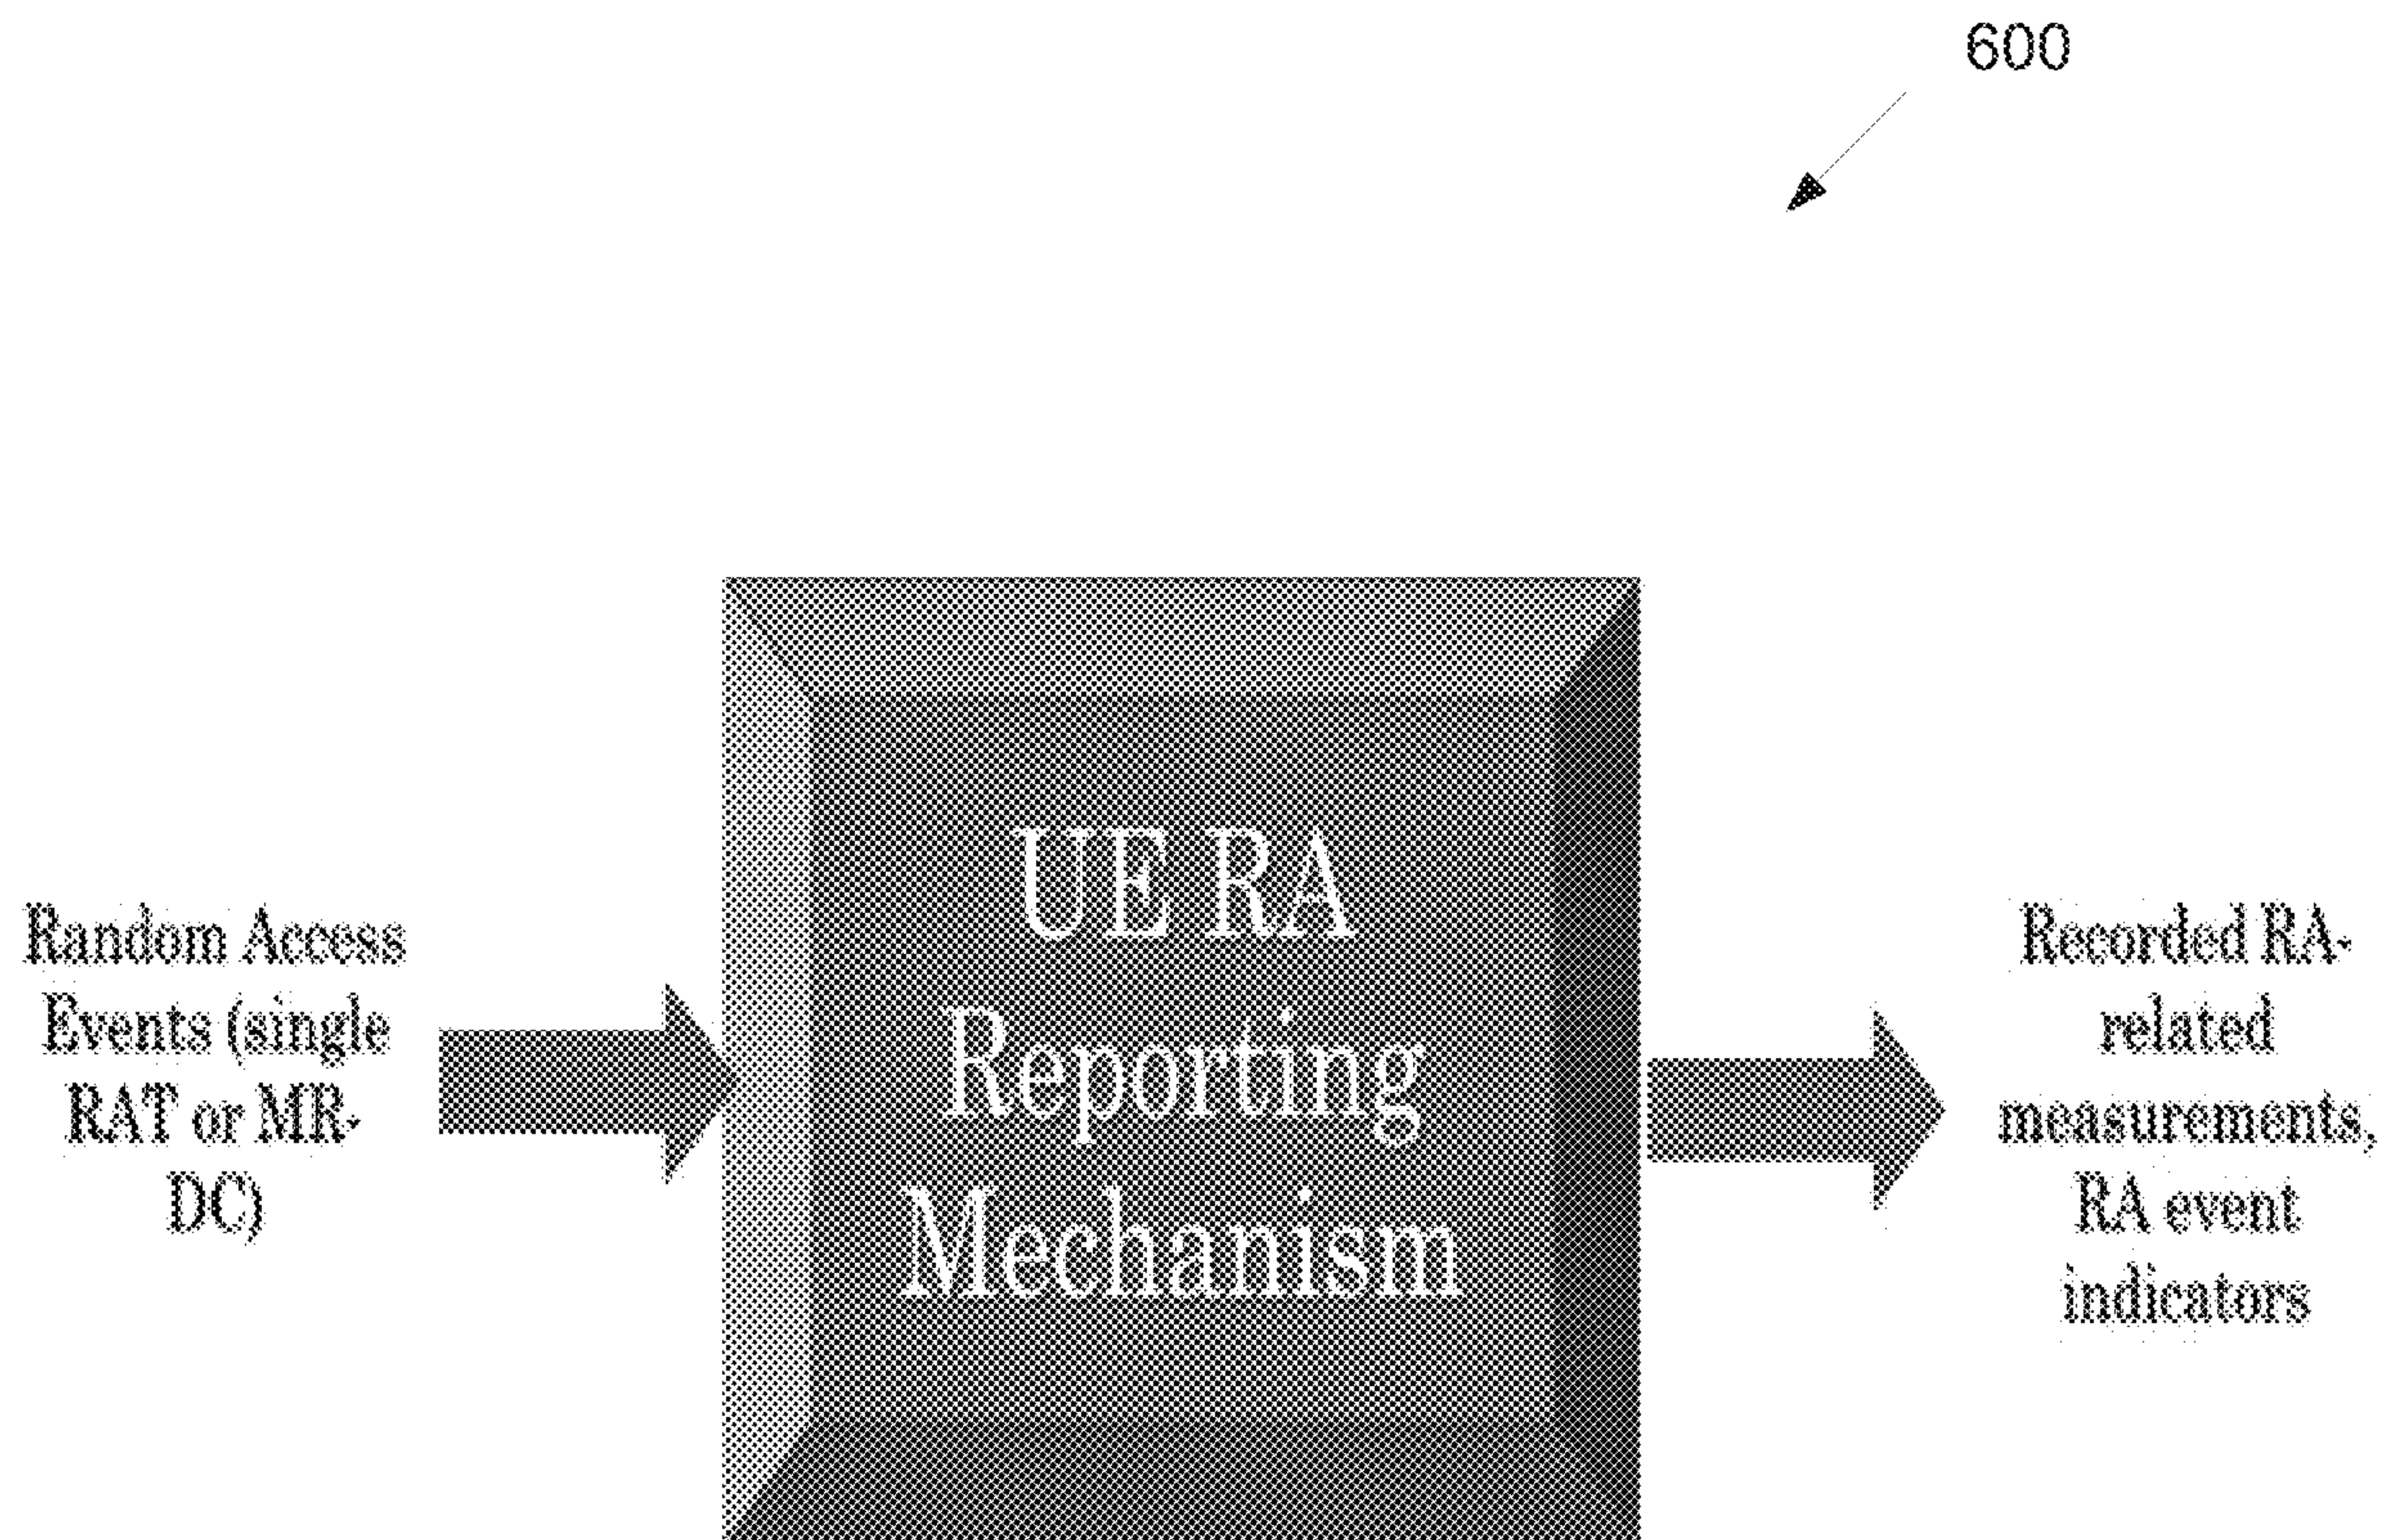 600
Random Access
Events (single
RAT or MR-
DC)
UE RA
Reporting
Mechanism
Recorded RA-
related
measurements,
RA event
indicators